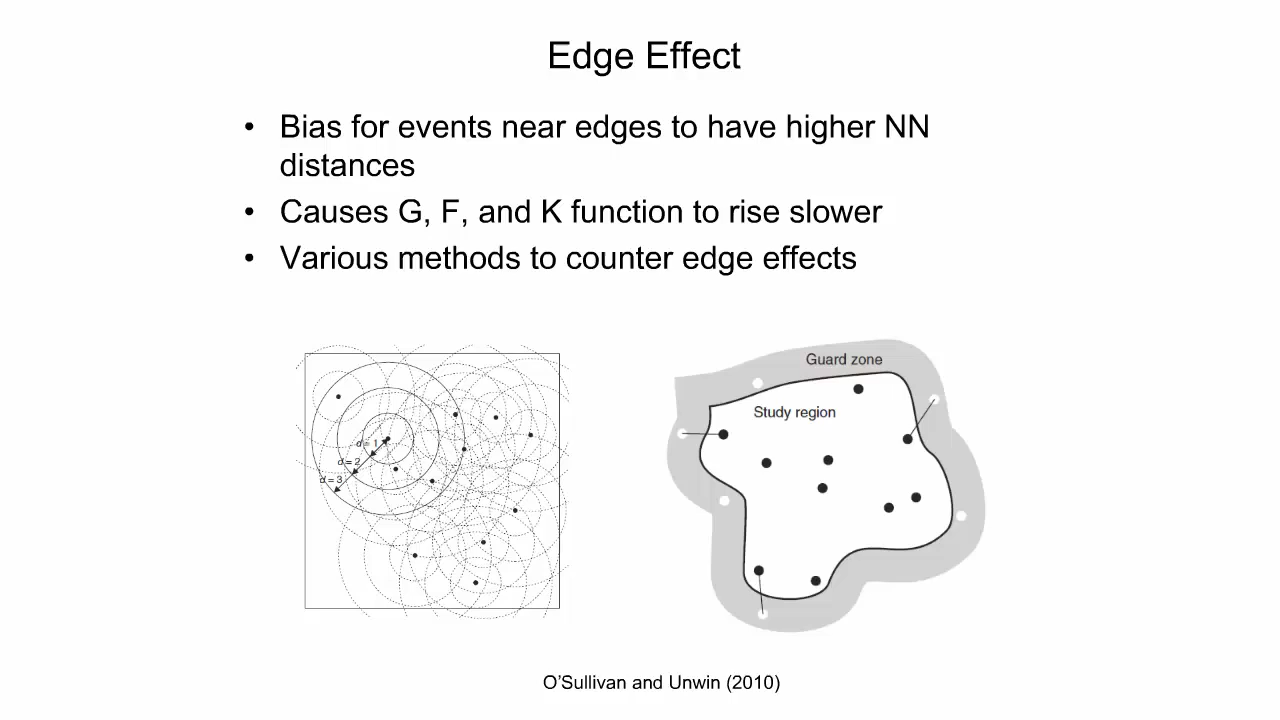 Edge Effect
• Bias for events near edges to have higher NN
distances
• Causes G, F, and K function to rise slower
• Various methods to counter edge effects
d = 1
d = 2
d = 3
Guard zone
Study region
O'Sullivan and Unwin (2010)